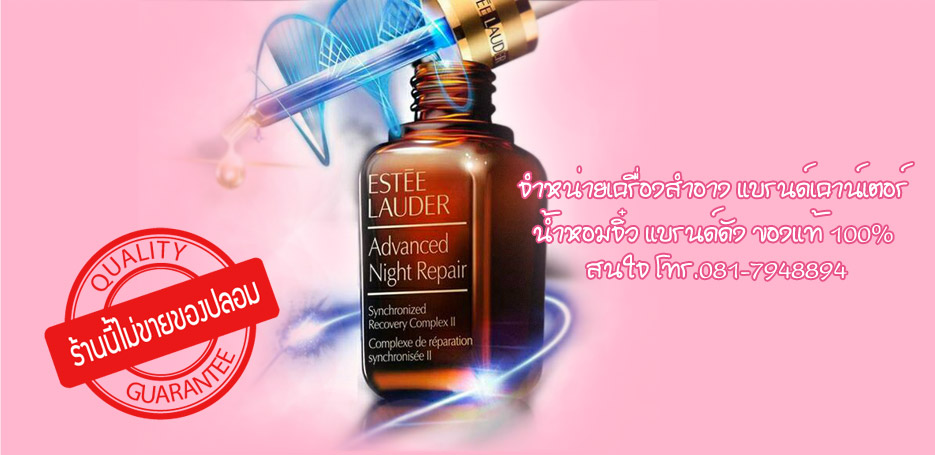 ESTĒE LAUDER
ESTĒE
LAUDER
Advanced
Night Repair
Synchronized
Recovery Complex II
Complexe de réparation
synchronisée II
จำหน่ายเครื่องสำอาง แบรนด์เคาน์เตอร์
น้ำหอมจิ๋ว แบรนด์ดัง ของแท้ 100%
สนใจ โทร.081-7948894
QUALITY
ร้านนี้ไม่ขายของปลอม
GUARANTEE